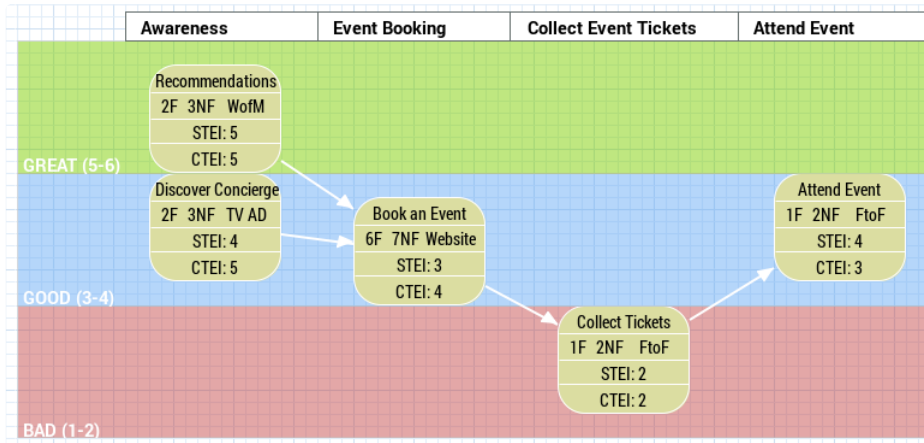 Awareness
Event Booking
Collect Event Tickets
Attend Event
Recommendations
2F 3NF WofM
STEI: 5
CTEI: 5
GREAT (5-6)
Discover Concierge
2F 3NF TV AD
STEI: 4
CTEI: 5
Book an Event
6F 7NF Website
STEI: 3
CTEI: 4
Attend Event
1F 2NF FtoF
STEI: 4
CTEI: 3
GOOD (3-4)
Collect Tickets
1F 2NF FtoF
STEI: 2
CTEI: 2
BAD (1-2)